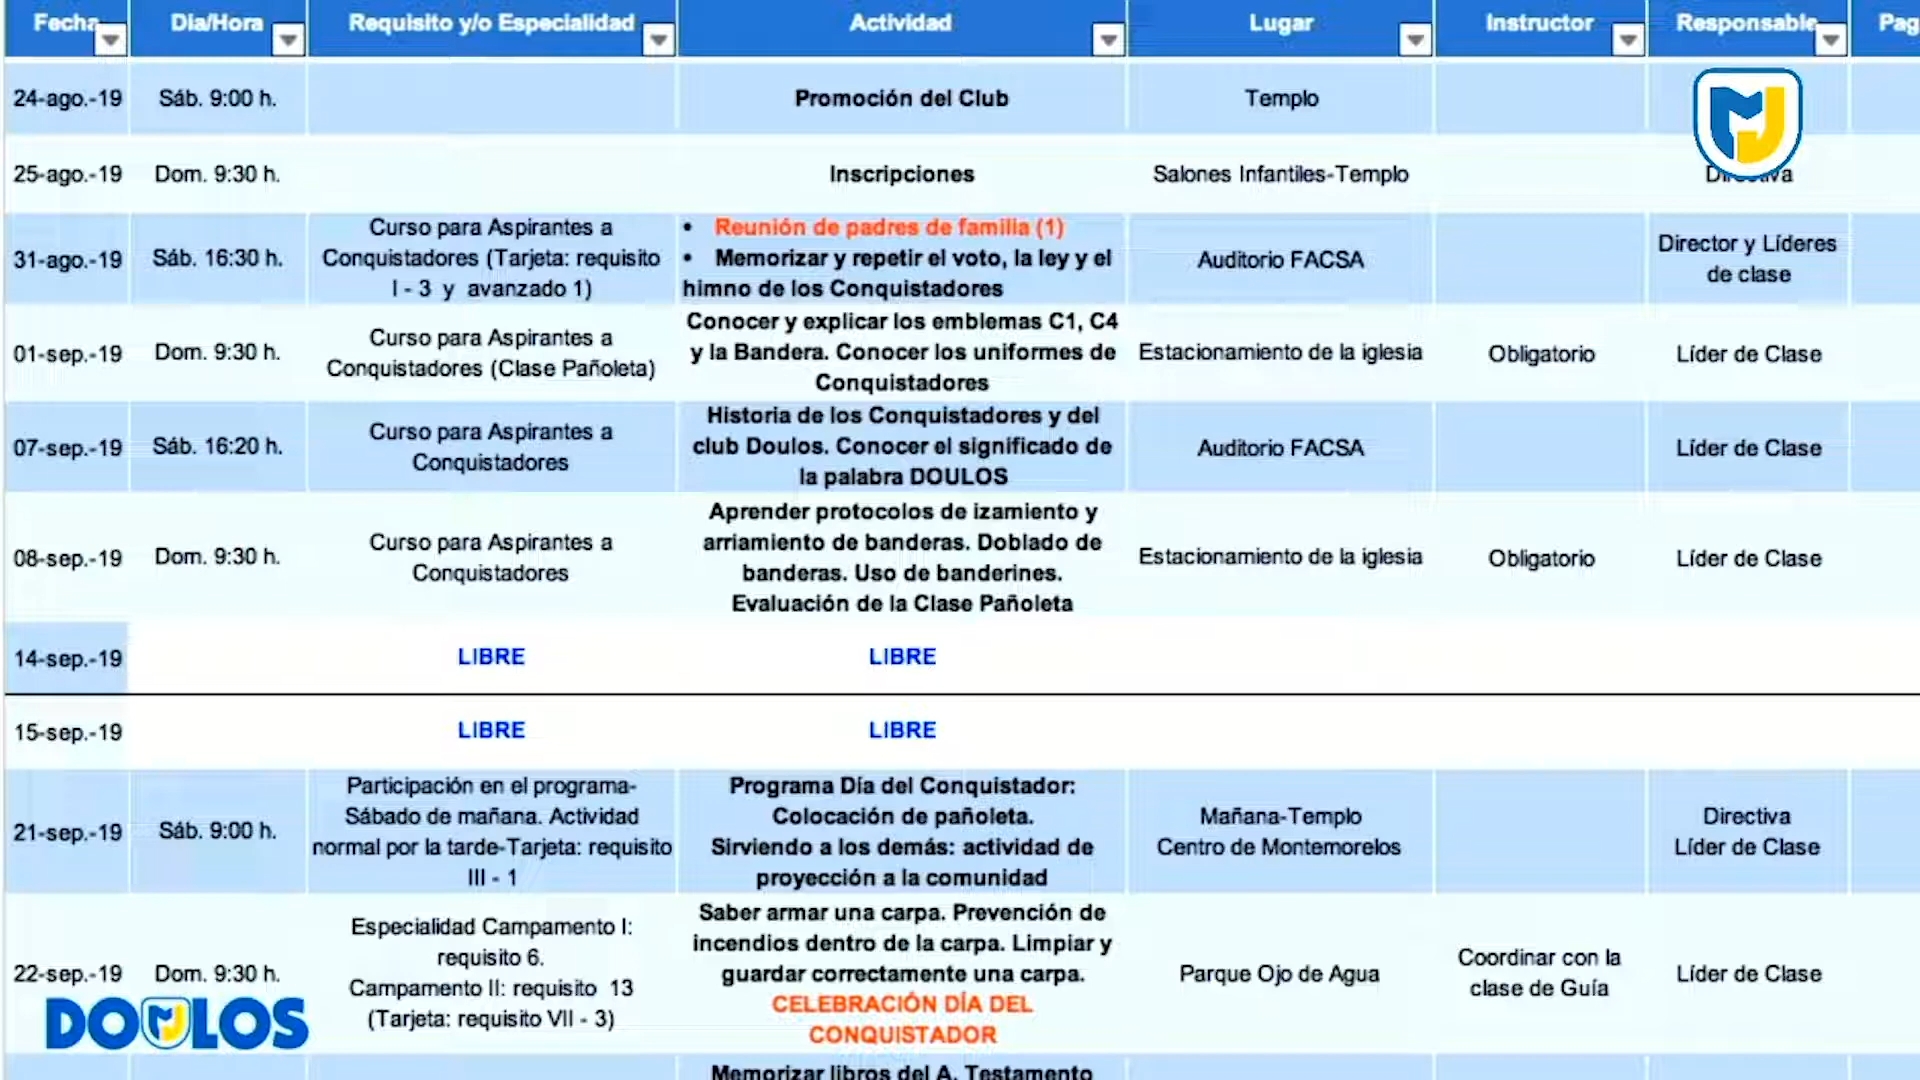 Fecha Dia/Hora Requisito y/o Especialidad Actividad Lugar Instructor Responsable Pag
24-ago.-19 Sáb. 9:00 h. Promoción del Club Templo
25-ago.-19 Dom. 9:30 h. Inscripciones Salones Infantiles-Templo Directiva
31-ago.-19 Sáb. 16:30 h.
Curso para Aspirantes a
Conquistadores (Tarjeta: requisito
I - 3 y avanzado 1)
• Reunión de padres de familia (1)
• Memorizar y repetir el voto, la ley y el
himno de los Conquistadores
Auditorio FACSA
Director y Líderes
de clase
01-sep.-19 Dom. 9:30 h.
Curso para Aspirantes a
Conquistadores (Clase Pañoleta)
Conocer y explicar los emblemas C1, C4
y la Bandera. Conocer los uniformes de
Conquistadores
Estacionamiento de la iglesia Obligatorio Líder de Clase
07-sep.-19 Sáb. 16:20 h.
Curso para Aspirantes a
Conquistadores
Historia de los Conquistadores y del
club Doulos. Conocer el significado de
la palabra DOULOS
Auditorio FACSA Líder de Clase
08-sep.-19 Dom. 9:30 h.
Curso para Aspirantes a
Conquistadores
Aprender protocolos de izamiento y
arriamiento de banderas. Doblado de
banderas. Uso de banderines.
Evaluación de la Clase Pañoleta
Estacionamiento de la iglesia Obligatorio Líder de Clase
14-sep.-19 LIBRE LIBRE
15-sep.-19 LIBRE LIBRE
21-sep.-19 Sáb. 9:00 h.
Participación en el programa-
Sábado de mañana. Actividad
normal por la tarde-Tarjeta: requisito
III - 1
Programa Día del Conquistador:
Colocación de pañoleta.
Sirviendo a los demás: actividad de
proyección a la comunidad
Mañana-Templo
Centro de Montemorelos
Directiva
Líder de Clase
22-sep.-19 Dom. 9:30 h.
Especialidad Campamento I:
requisito 6.
Campamento II: requisito 13
(Tarjeta: requisito VII - 3)
Saber armar una carpa. Prevención de
incendios dentro de la carpa. Limpiar y
guardar correctamente una carpa.
CELEBRACIÓN DÍA DEL
CONQUISTADOR
Parque Ojo de Agua
Coordinar con la
clase de Guía
Líder de Clase
DOULOS
Memorizar libros del A. Testamento